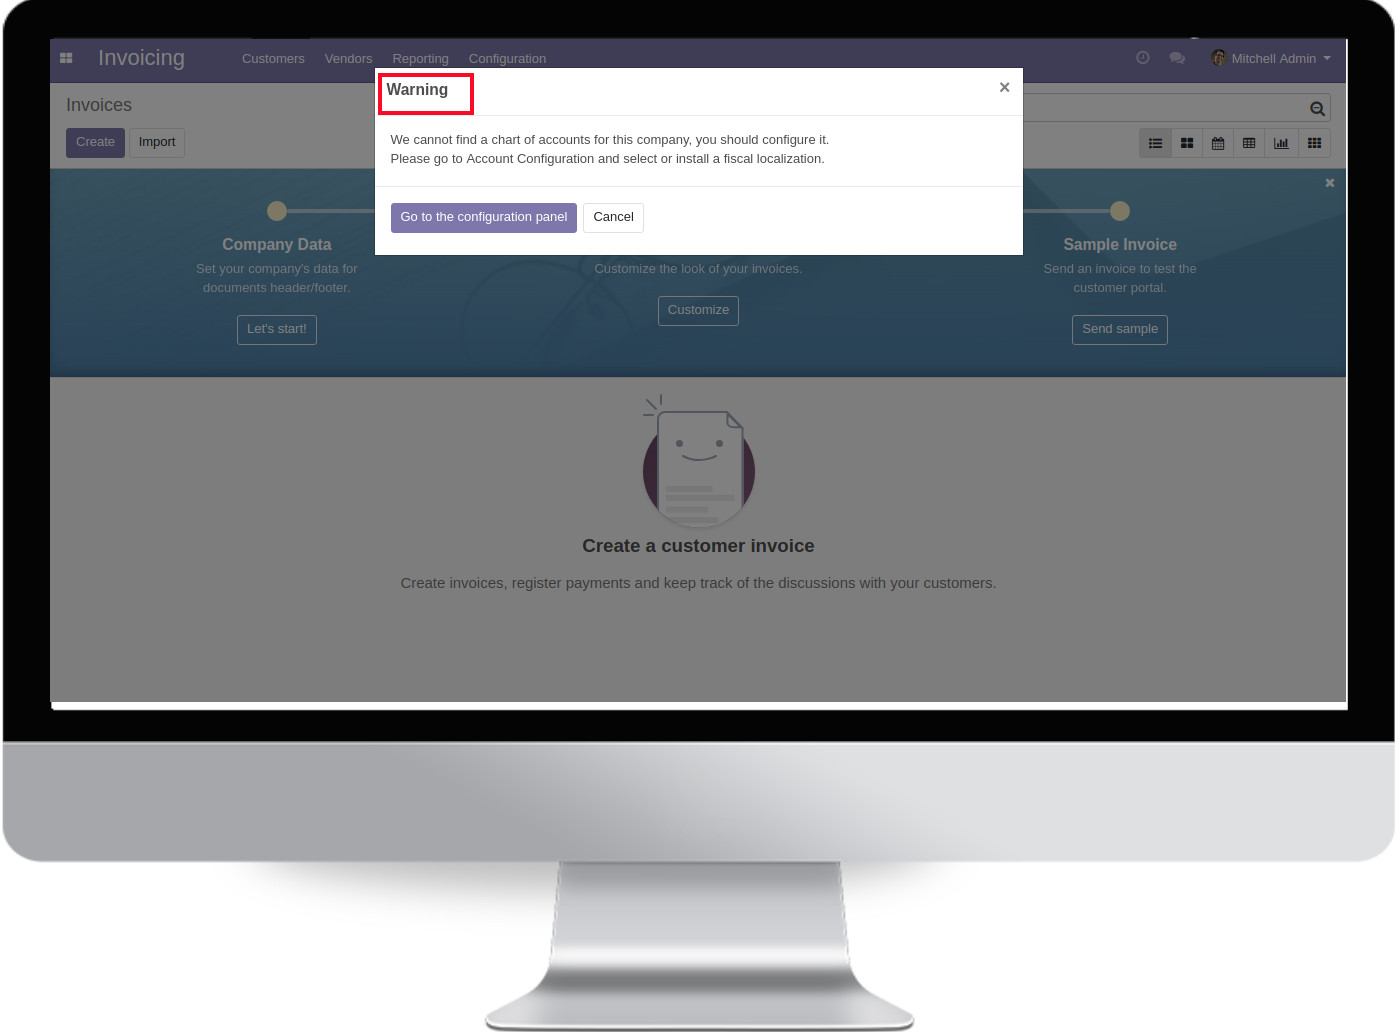 Invoicing
Customers Vendors Reporting Configuration
Mitchell Admin
Warning
×
Invoices
Create Import
We cannot find a chart of accounts for this company, you should configure it.
Please go to Account Configuration and select or install a fiscal localization.
Go to the configuration panel Cancel
Company Data
Set your company's data for
documents header/footer.
Let's start!
Customize the look of your invoices.
Customize
Sample Invoice
Send an invoice to test the
customer portal.
Send sample
Create a customer invoice
Create invoices, register payments and keep track of the discussions with your customers.